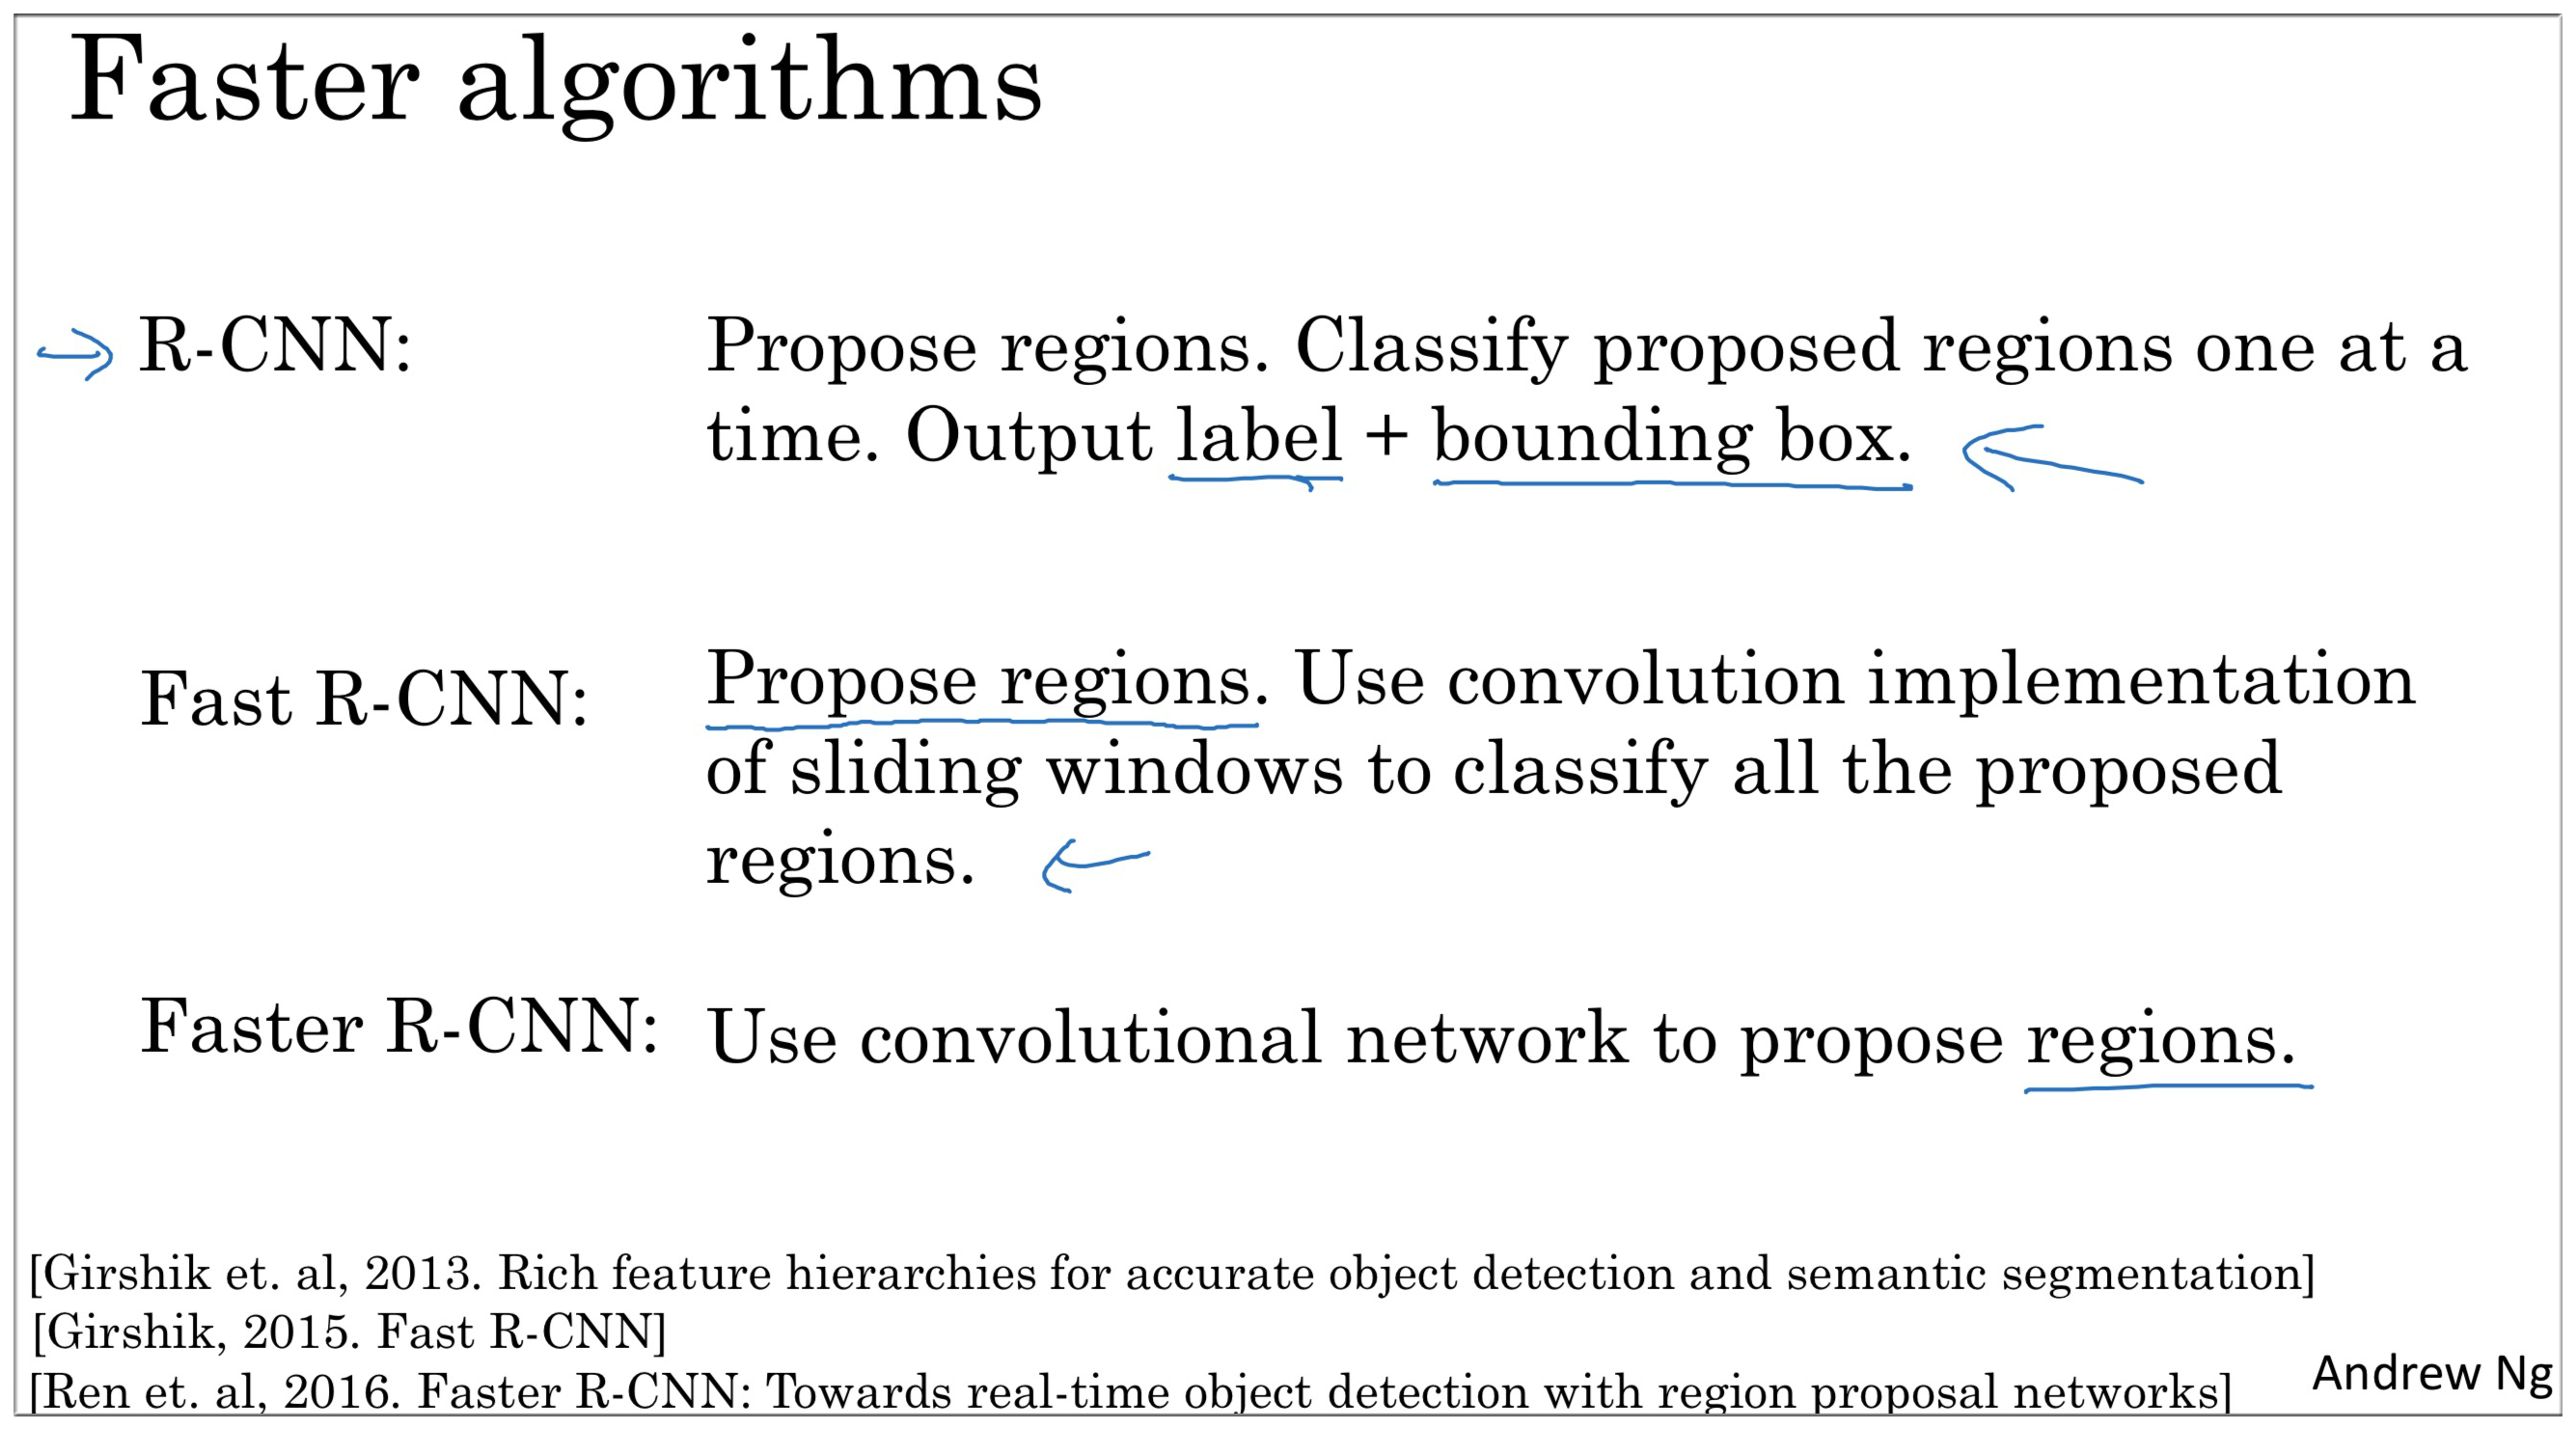 Faster algorithms
R-CNN: Propose regions. Classify proposed regions one at a
time. Output label + bounding box.
Fast R-CNN: Propose regions. Use convolution implementation
of sliding windows to classify all the proposed
regions.
Faster R-CNN: Use convolutional network to propose regions.
[Girshik et. al, 2013. Rich feature hierarchies for accurate object detection and semantic segmentation]
[Girshik, 2015. Fast R-CNN]
[Ren et. al, 2016. Faster R-CNN: Towards real-time object detection with region proposal networks]
Andrew Ng